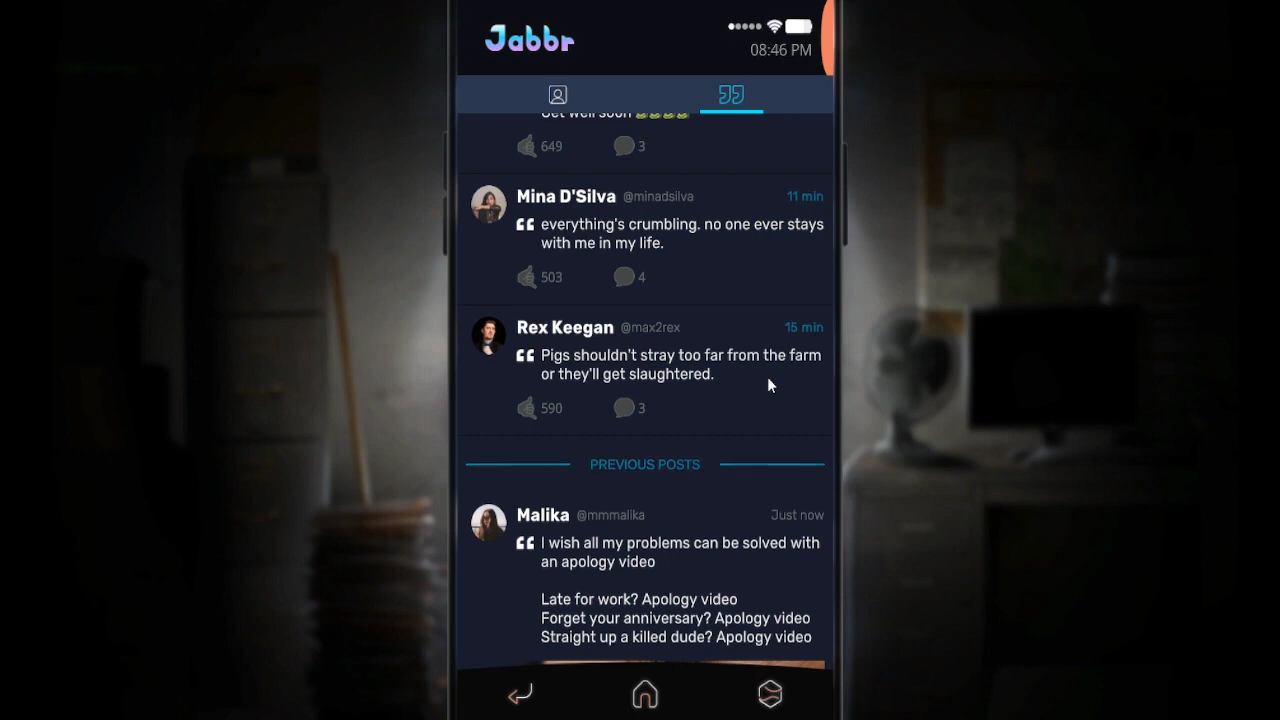 Jabbr
08:46 PM
Get well soon 🤢🤢🤢🤢
649 3
Mina D'Silva @minadsilva 11 min
everything's crumbling. no one ever stays
with me in my life.
503 4
Rex Keegan @max2rex 15 min
Pigs shouldn't stray too far from the farm
or they'll get slaughtered.
590 3
PREVIOUS POSTS
Malika @mmmalika Just now
I wish all my problems can be solved with
an apology video
Late for work? Apology video
Forget your anniversary? Apology video
Straight up a killed dude? Apology video